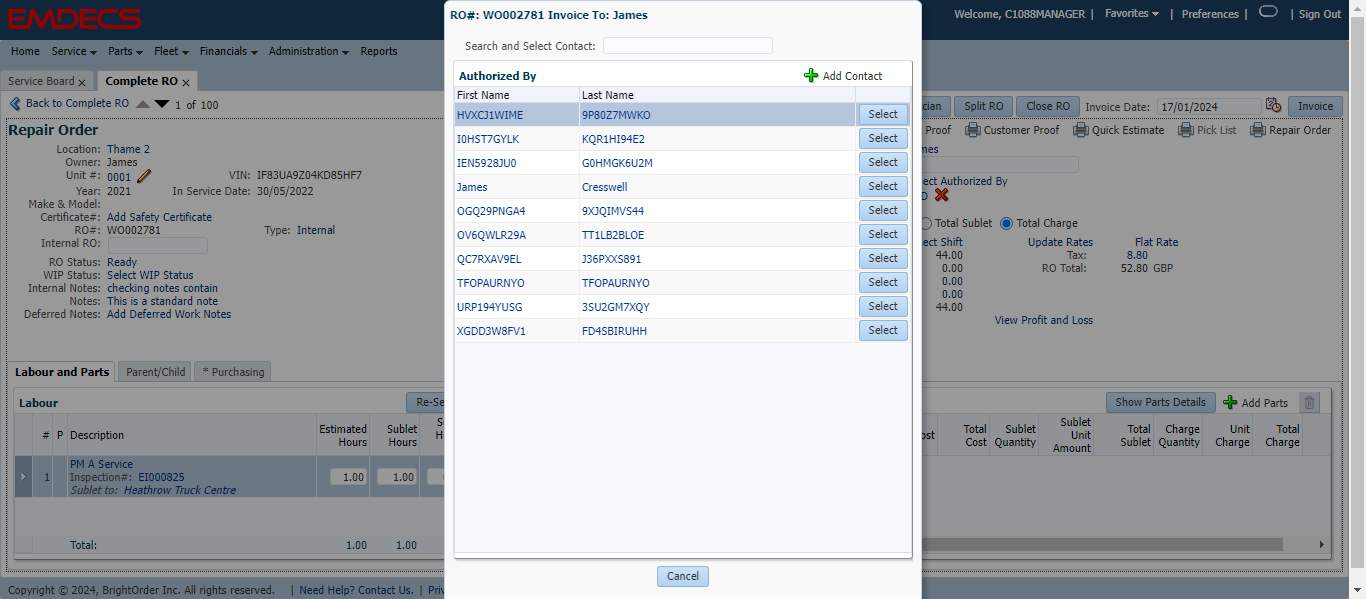 EMDECS
Welcome, C1088MANAGER | Favorites | Preferences | | Sign Out
Home Service Parts Fleet Financials Administration Reports
Service Board x Complete RO x
Back to Complete RO 1 of 100
Split RO Close RO Invoice Date: 17/01/2024 Invoice
Repair Order
Proof Customer Proof Quick Estimate Pick List Repair Order
Location: Thame 2
Owner: James
Unit #: 0001 VIN: IF83UA9Z04KD85HF7
Year: 2021 In Service Date: 30/05/2022
Make & Model:
Certificate#: Add Safety Certificate
RO#: WO002781 Type: Internal
Internal RO:
RO Status: Ready
WIP Status: Select WIP Status
Internal Notes: checking notes contain
Notes: This is a standard note
Deferred Notes: Add Deferred Work Notes
Authorized By
Total Sublet Total Charge
Shift Update Rates Flat Rate
44.00 Tax: 8.80
0.00 RO Total: 52.80 GBP
0.00
0.00
44.00
View Profit and Loss
RO#: WO002781 Invoice To: James
Search and Select Contact:
Authorized By Add Contact
First Name Last Name
HVXCJ1WIME 9P80Z7MWKO Select
I0HST7GYLK KQR1HI94E2 Select
IEN5928JU0 G0HMGK6U2M Select
James Cresswell Select
OGQ29PNGA4 9XJQIMVS44 Select
OV6QWLR29A TT1LB2BLOE Select
QC7RXAV9EL J36PXXS891 Select
TFOPAURNYO TFOPAURNYO Select
URP194YUSG 3SU2GM7XQY Select
XGDD3W8FV1 FD4SBIRUHH Select
Cancel
Labour and Parts Parent/Child * Purchasing
Labour Show Parts Details Add Parts
# P Description Estimated Hours Sublet Hours
Total Cost Sublet Quantity Sublet Unit Amount Total Sublet Charge Quantity Unit Charge Total Charge
1 PM A Service 1.00 1.00
Inspection#: EI000825
Sublet to: Heathrow Truck Centre
Total: 1.00 1.00
Copyright © 2024, BrightOrder Inc. All rights reserved. | Need Help? Contact Us. |